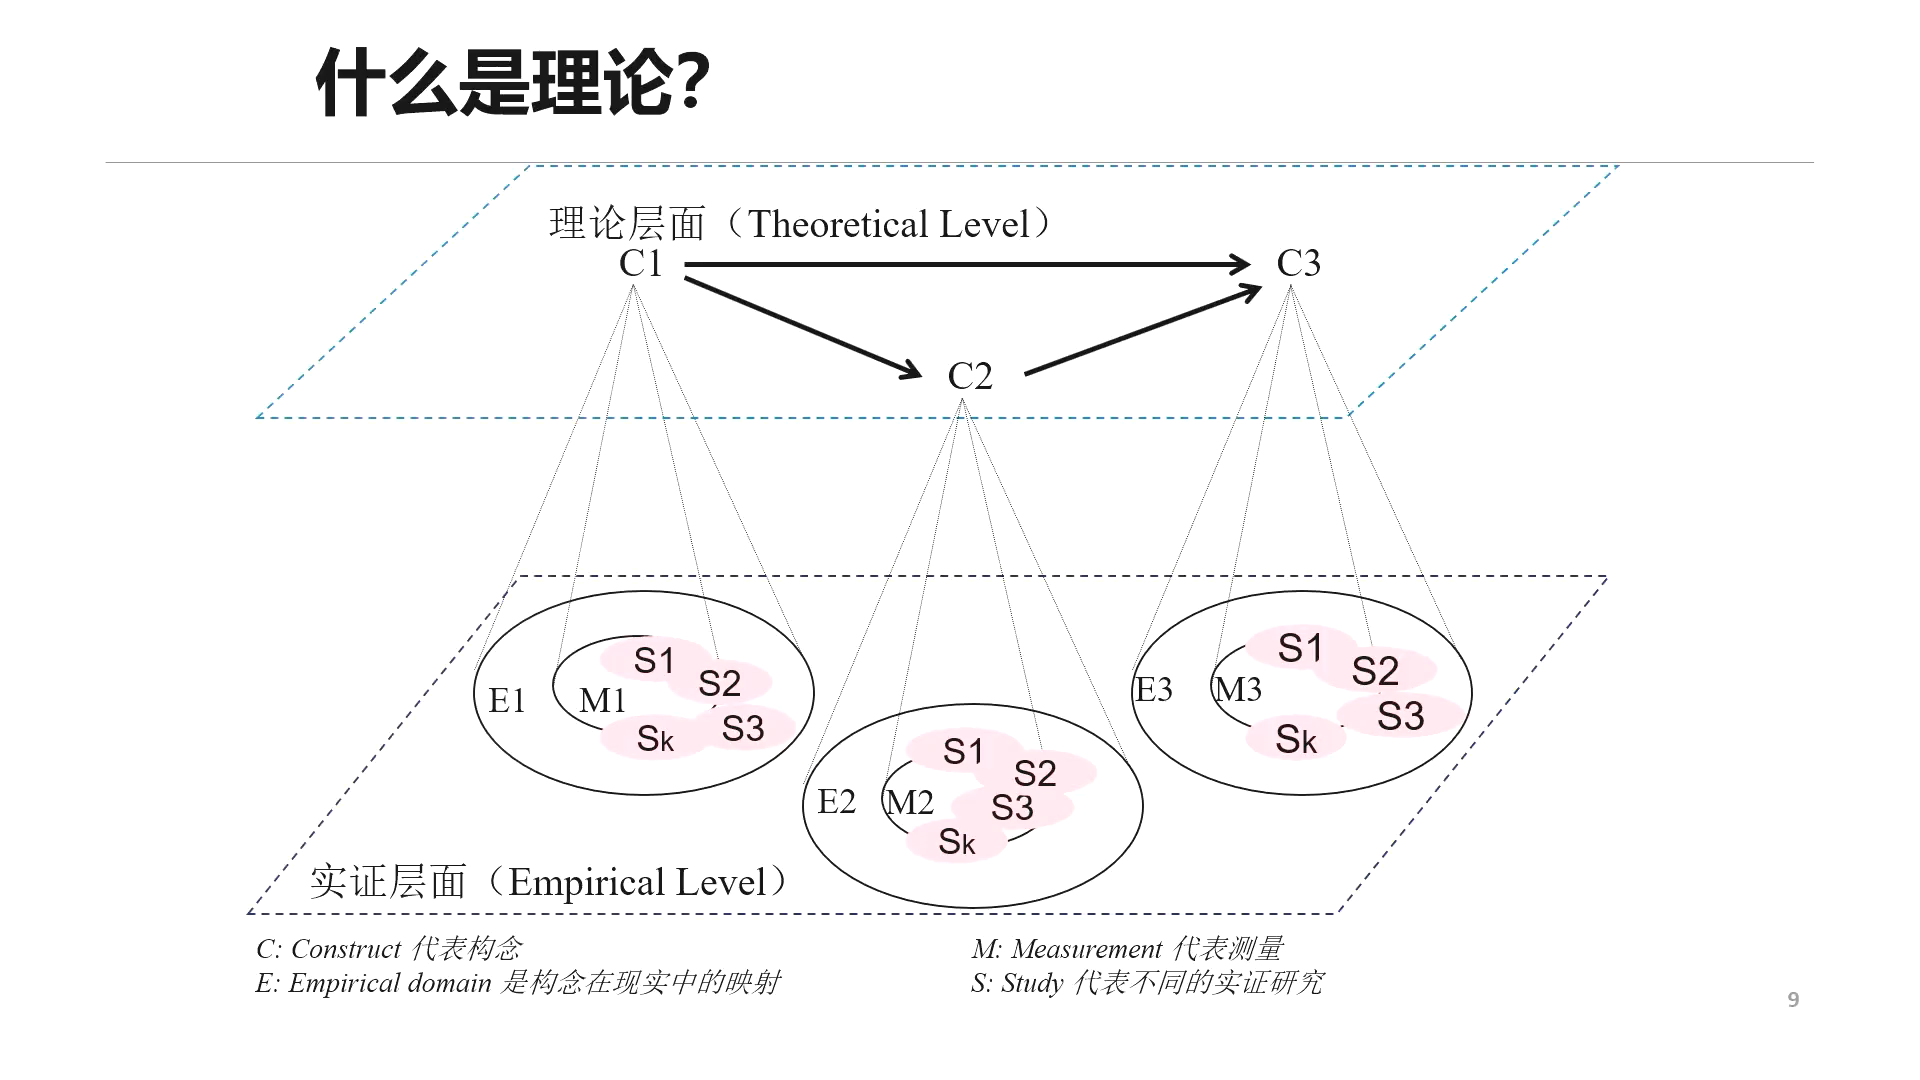 什么是理论?
理论层面（Theoretical Level）
C1
C3
C2
E1
M1
S1
S2
S3
Sk
E2
M2
S1
S2
S3
Sk
E3
M3
S1
S2
S3
Sk
实证层面（Empirical Level）
C: Construct 代表构念
E: Empirical domain 是构念在现实中的映射
M: Measurement 代表测量
S: Study 代表不同的实证研究
9